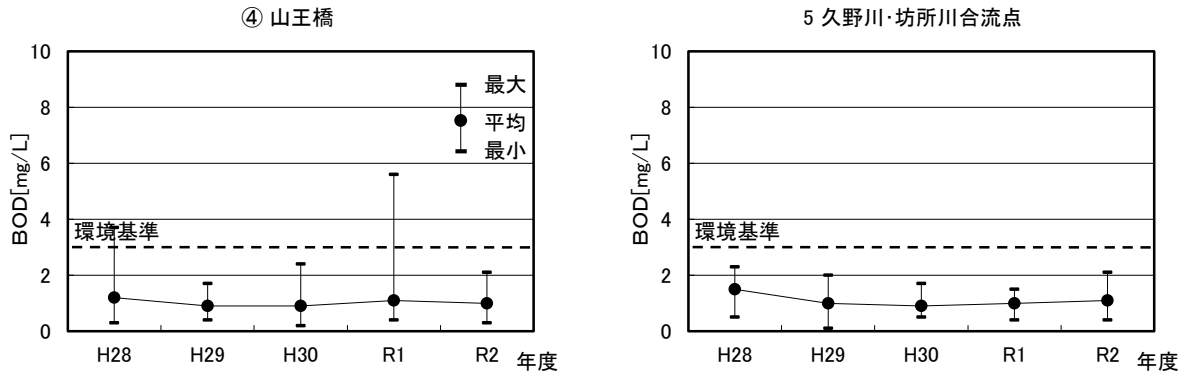 ④ 山王橋
10
8
6
4
2
0
BOD[mg/L]
最大
平均
最小
環境基準
H28 H29 H30 R1 R2 年度
5 久野川・坊所川合流点
10
8
6
4
2
0
BOD[mg/L]
環境基準
H28 H29 H30 R1 R2 年度